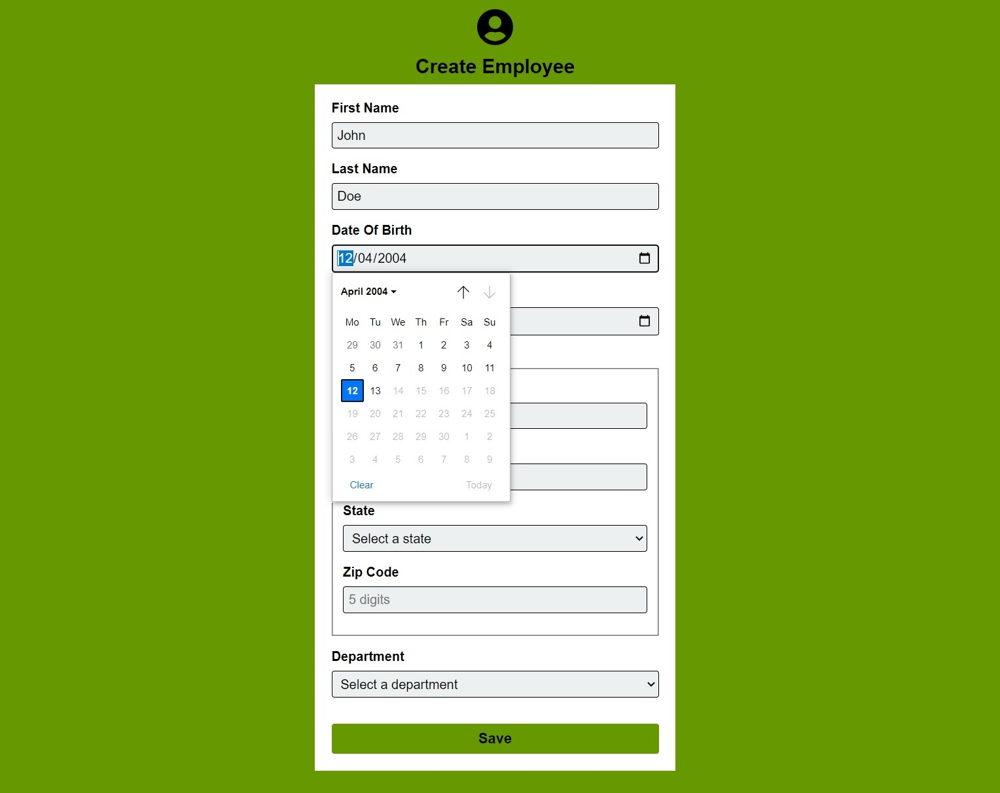 Create Employee
First Name
John
Last Name
Doe
Date Of Birth
12/04/2004
April 2004
Mo Tu We Th Fr Sa Su
29 30 31 1 2 3 4
5 6 7 8 9 10 11
12 13 14 15 16 17 18
19 20 21 22 23 24 25
26 27 28 29 30 1 2
3 4 5 6 7 8 9
Clear Today
State
Select a state
Zip Code
5 digits
Department
Select a department
Save